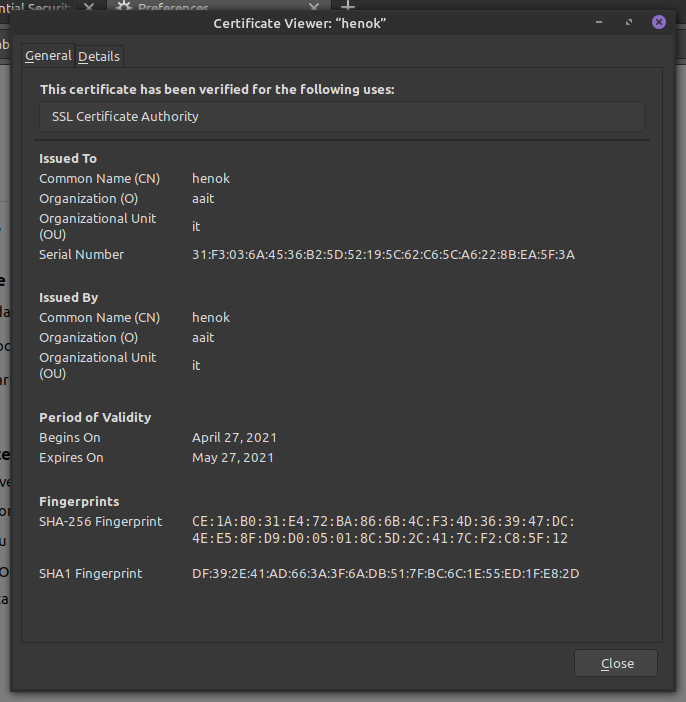 ntial Security
Preferences
Certificate Viewer: “henok”
General
Details
This certificate has been verified for the following uses:
SSL Certificate Authority
Issued To
Common Name (CN) henok
Organization (O) aait
Organizational Unit
(OU) it
Serial Number 31:F3:03:6A:45:36:B2:5D:52:19:5C:62:C6:5C:A6:22:8B:EA:5F:3A
Issued By
Common Name (CN) henok
Organization (O) aait
Organizational Unit
(OU) it
Period of Validity
Begins On April 27, 2021
Expires On May 27, 2021
Fingerprints
SHA-256 Fingerprint CE:1A:B0:31:E4:72:BA:86:6B:4C:F3:4D:36:39:47:DC:
4E:E5:8F:D9:D0:05:01:8C:5D:2C:41:7C:F2:C8:5F:12
SHA1 Fingerprint DF:39:2E:41:AD:66:3A:3F:6A:DB:51:7F:BC:6C:1E:55:ED:1F:E8:2D
Close